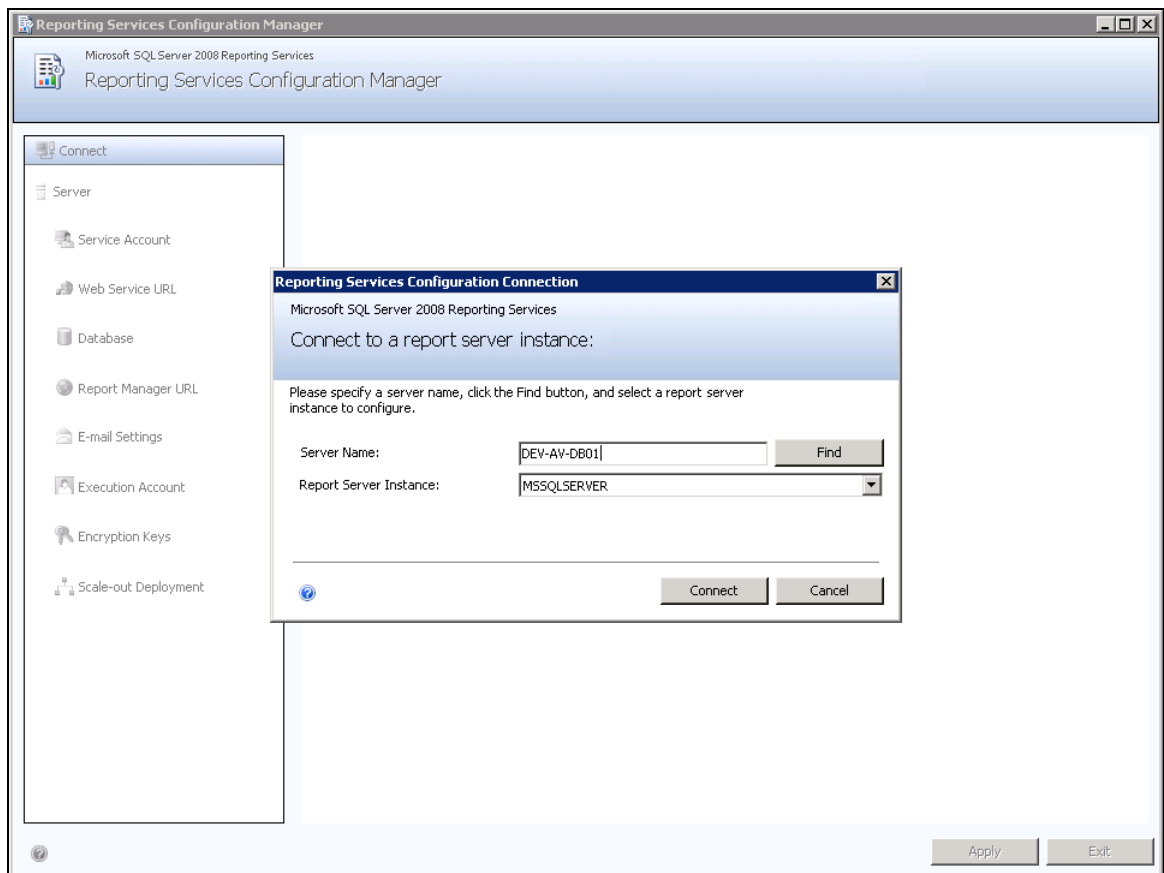 Reporting Services Configuration Manager
Microsoft SQL Server 2008 Reporting Services
Reporting Services Configuration Manager
Connect
Server
Service Account
Web Service URL
Database
Report Manager URL
E-mail Settings
Execution Account
Encryption Keys
Scale-out Deployment
Reporting Services Configuration Connection
Microsoft SQL Server 2008 Reporting Services
Connect to a report server instance:
Please specify a server name, click the Find button, and select a report server
instance to configure.
Server Name: DEV-AV-DB01 Find
Report Server Instance: MSSQLSERVER
Connect Cancel
Apply Exit